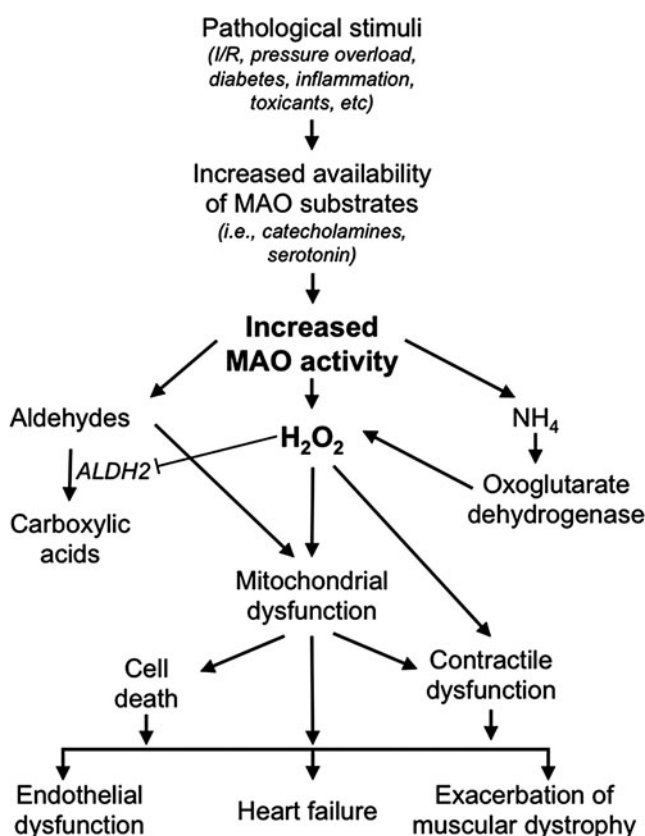 Pathological stimuli
(I/R, pressure overload,
diabetes, inflammation,
toxicants, etc)
Increased availability
of MAO substrates
(i.e., catecholamines,
serotonin)
Increased
MAO activity
Aldehydes
H₂O₂
NH₄
ALDH2
Oxoglutarate
dehydrogenase
Carboxylic
acids
Mitochondrial
dysfunction
Cell
death
Contractile
dysfunction
Endothelial
dysfunction
Heart failure
Exacerbation of
muscular dystrophy